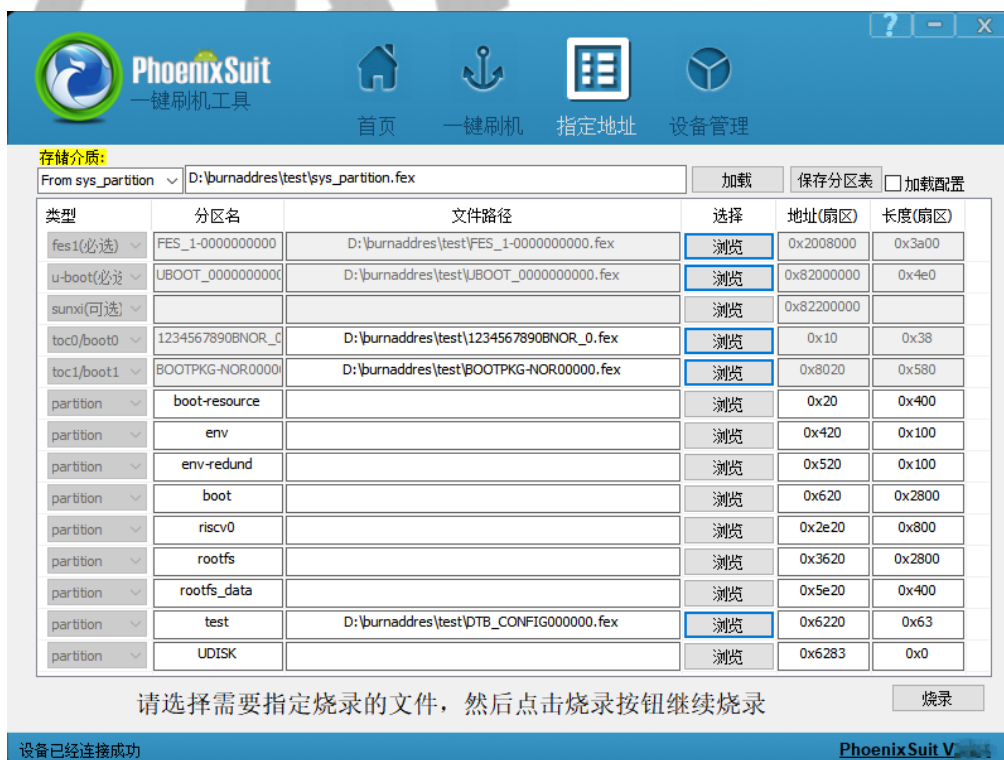 ? - X
PhoenixSuit
一键刷机工具
首页 一键刷机 指定地址 设备管理
存储介质:
From sys_partition D:\burnaddres\test\sys_partition.fex 加载 保存分区表 加载配置
类型 分区名 文件路径 选择 地址(扇区) 长度(扇区)
fes1(必选) FES_1-0000000000 D:\burnaddres\test\FES_1-0000000000.fex 浏览 0x2008000 0x3a00
u-boot(必选 UBOOT_0000000000 D:\burnaddres\test\UBOOT_0000000000.fex 浏览 0x82000000 0x4e0
sunxi(可选) 浏览 0x82200000
toc0/boot0 1234567890BNOR_0 D:\burnaddres\test\1234567890BNOR_0.fex 浏览 0x10 0x38
toc1/boot1 BOOTPKG-NOR00000 D:\burnaddres\test\BOOTPKG-NOR00000.fex 浏览 0x8020 0x580
partition boot-resource 浏览 0x20 0x400
partition env 浏览 0x420 0x100
partition env-redund 浏览 0x520 0x100
partition boot 浏览 0x620 0x2800
partition riscv0 浏览 0x2e20 0x800
partition rootfs 浏览 0x3620 0x2800
partition rootfs_data 浏览 0x5e20 0x400
partition test D:\burnaddres\test\DTB_CONFIG000000.fex 浏览 0x6220 0x63
partition UDISK 浏览 0x6283 0x0
请选择需要指定烧录的文件，然后点击烧录按钮继续烧录 烧录
设备已经连接成功 PhoenixSuit